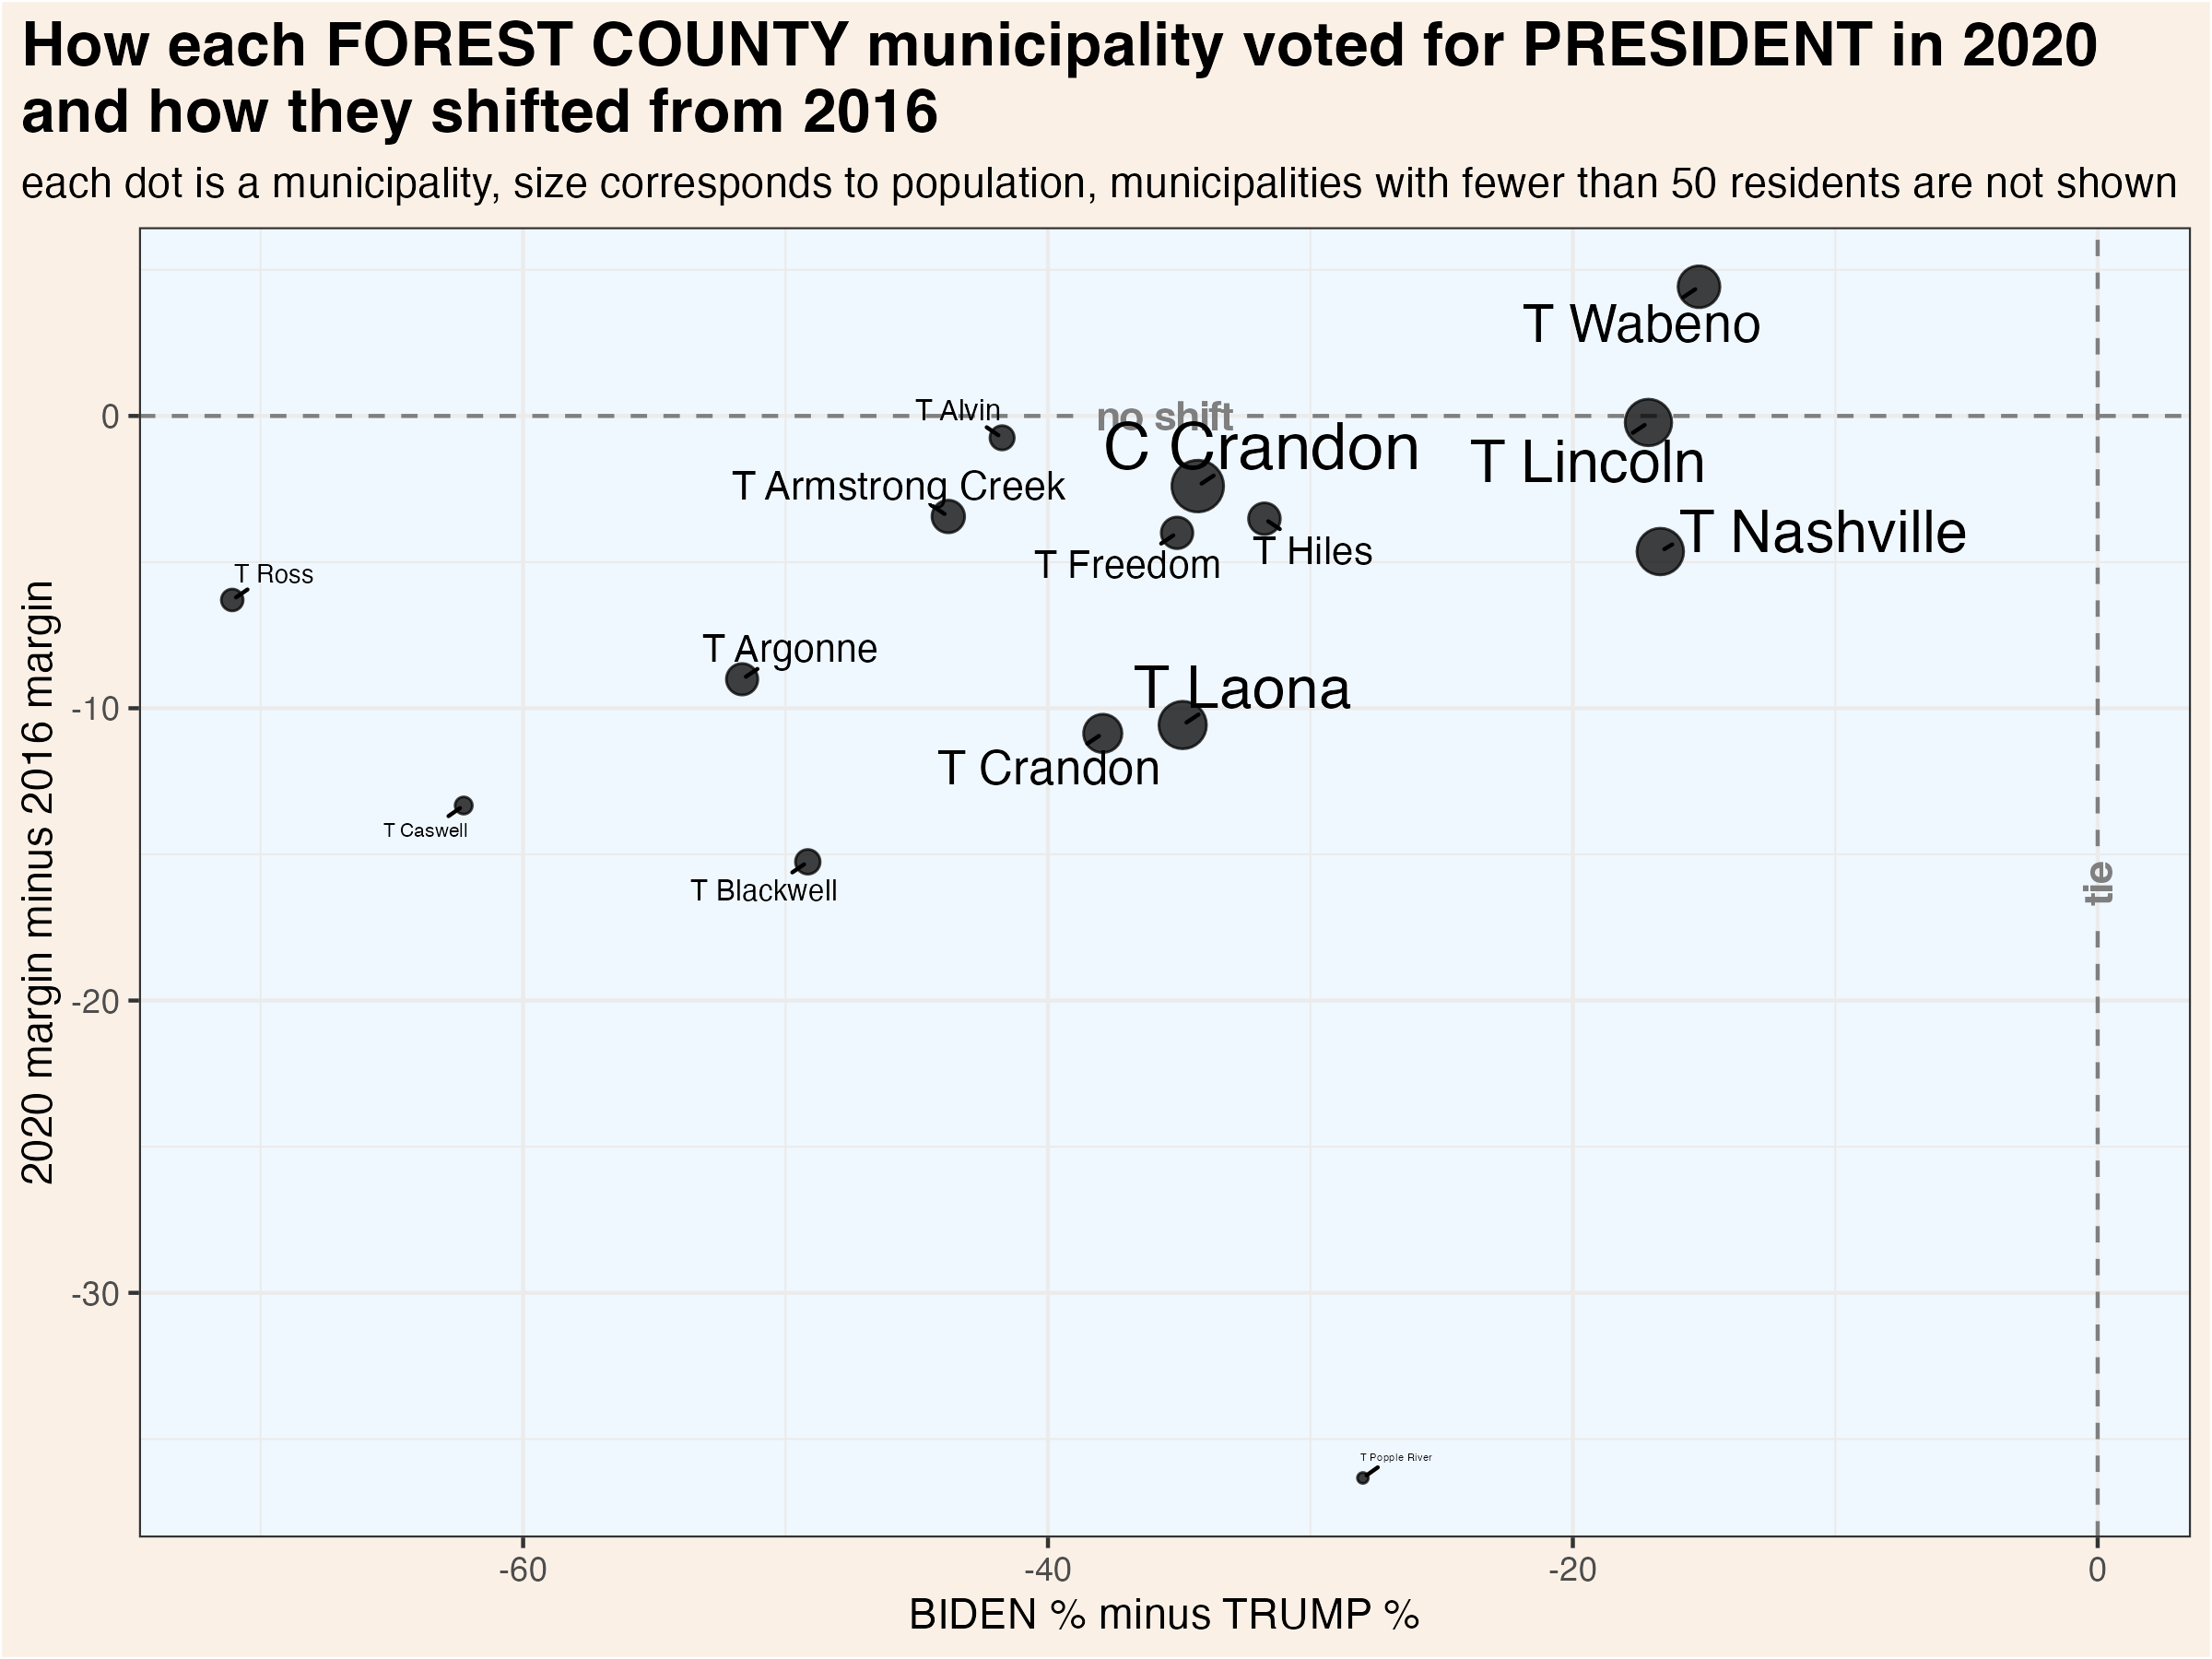 How each FOREST COUNTY municipality voted for PRESIDENT in 2020
and how they shifted from 2016
each dot is a municipality, size corresponds to population, municipalities with fewer than 50 residents are not shown
T Wabeno
0
no shift
T Alvin
C Crandon
T Lincoln
T Armstrong Creek
T Nashville
T Freedom
T Hiles
T Ross
T Argonne
T Laona
-10
T Crandon
T Caswell
T Blackwell
tie
-20
-30
T Popple River
2020 margin minus 2016 margin
-60
-40
-20
0
BIDEN % minus TRUMP %